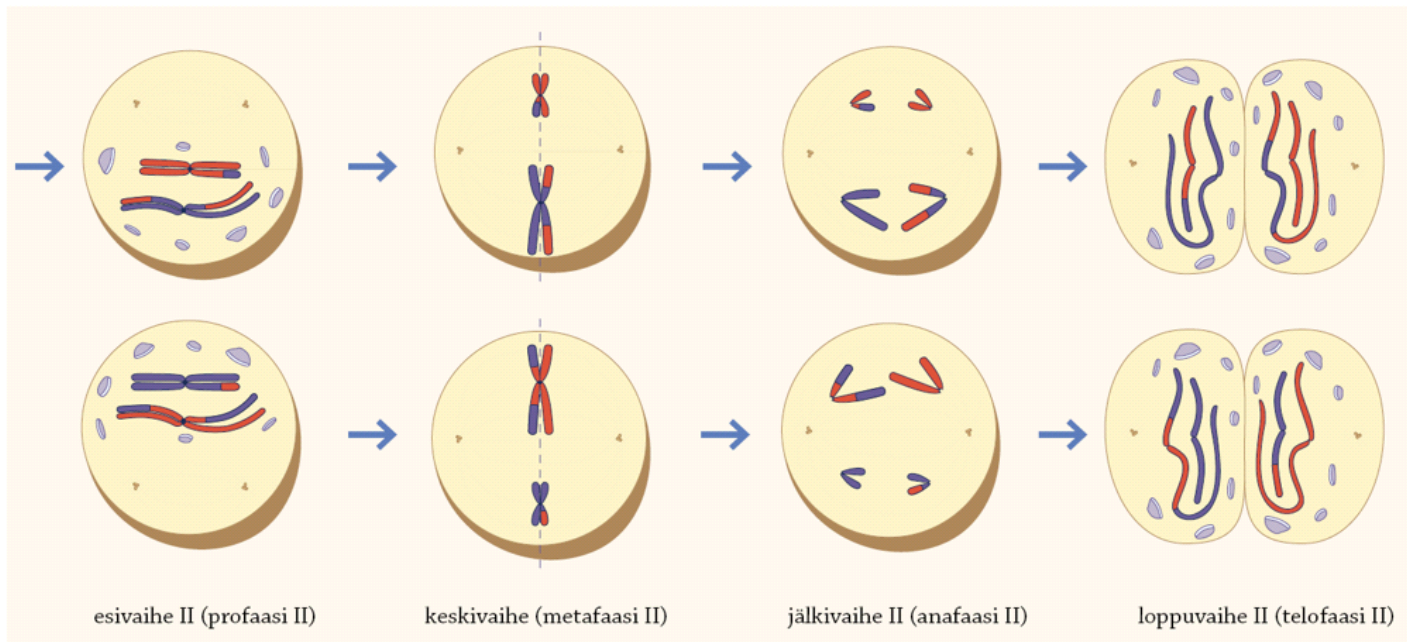 esivaihe II (profaasi II)
keskivaihe (metafaasi II)
jälkivaihe II (anafaasi II)
loppuvaihe II (telofaasi II)